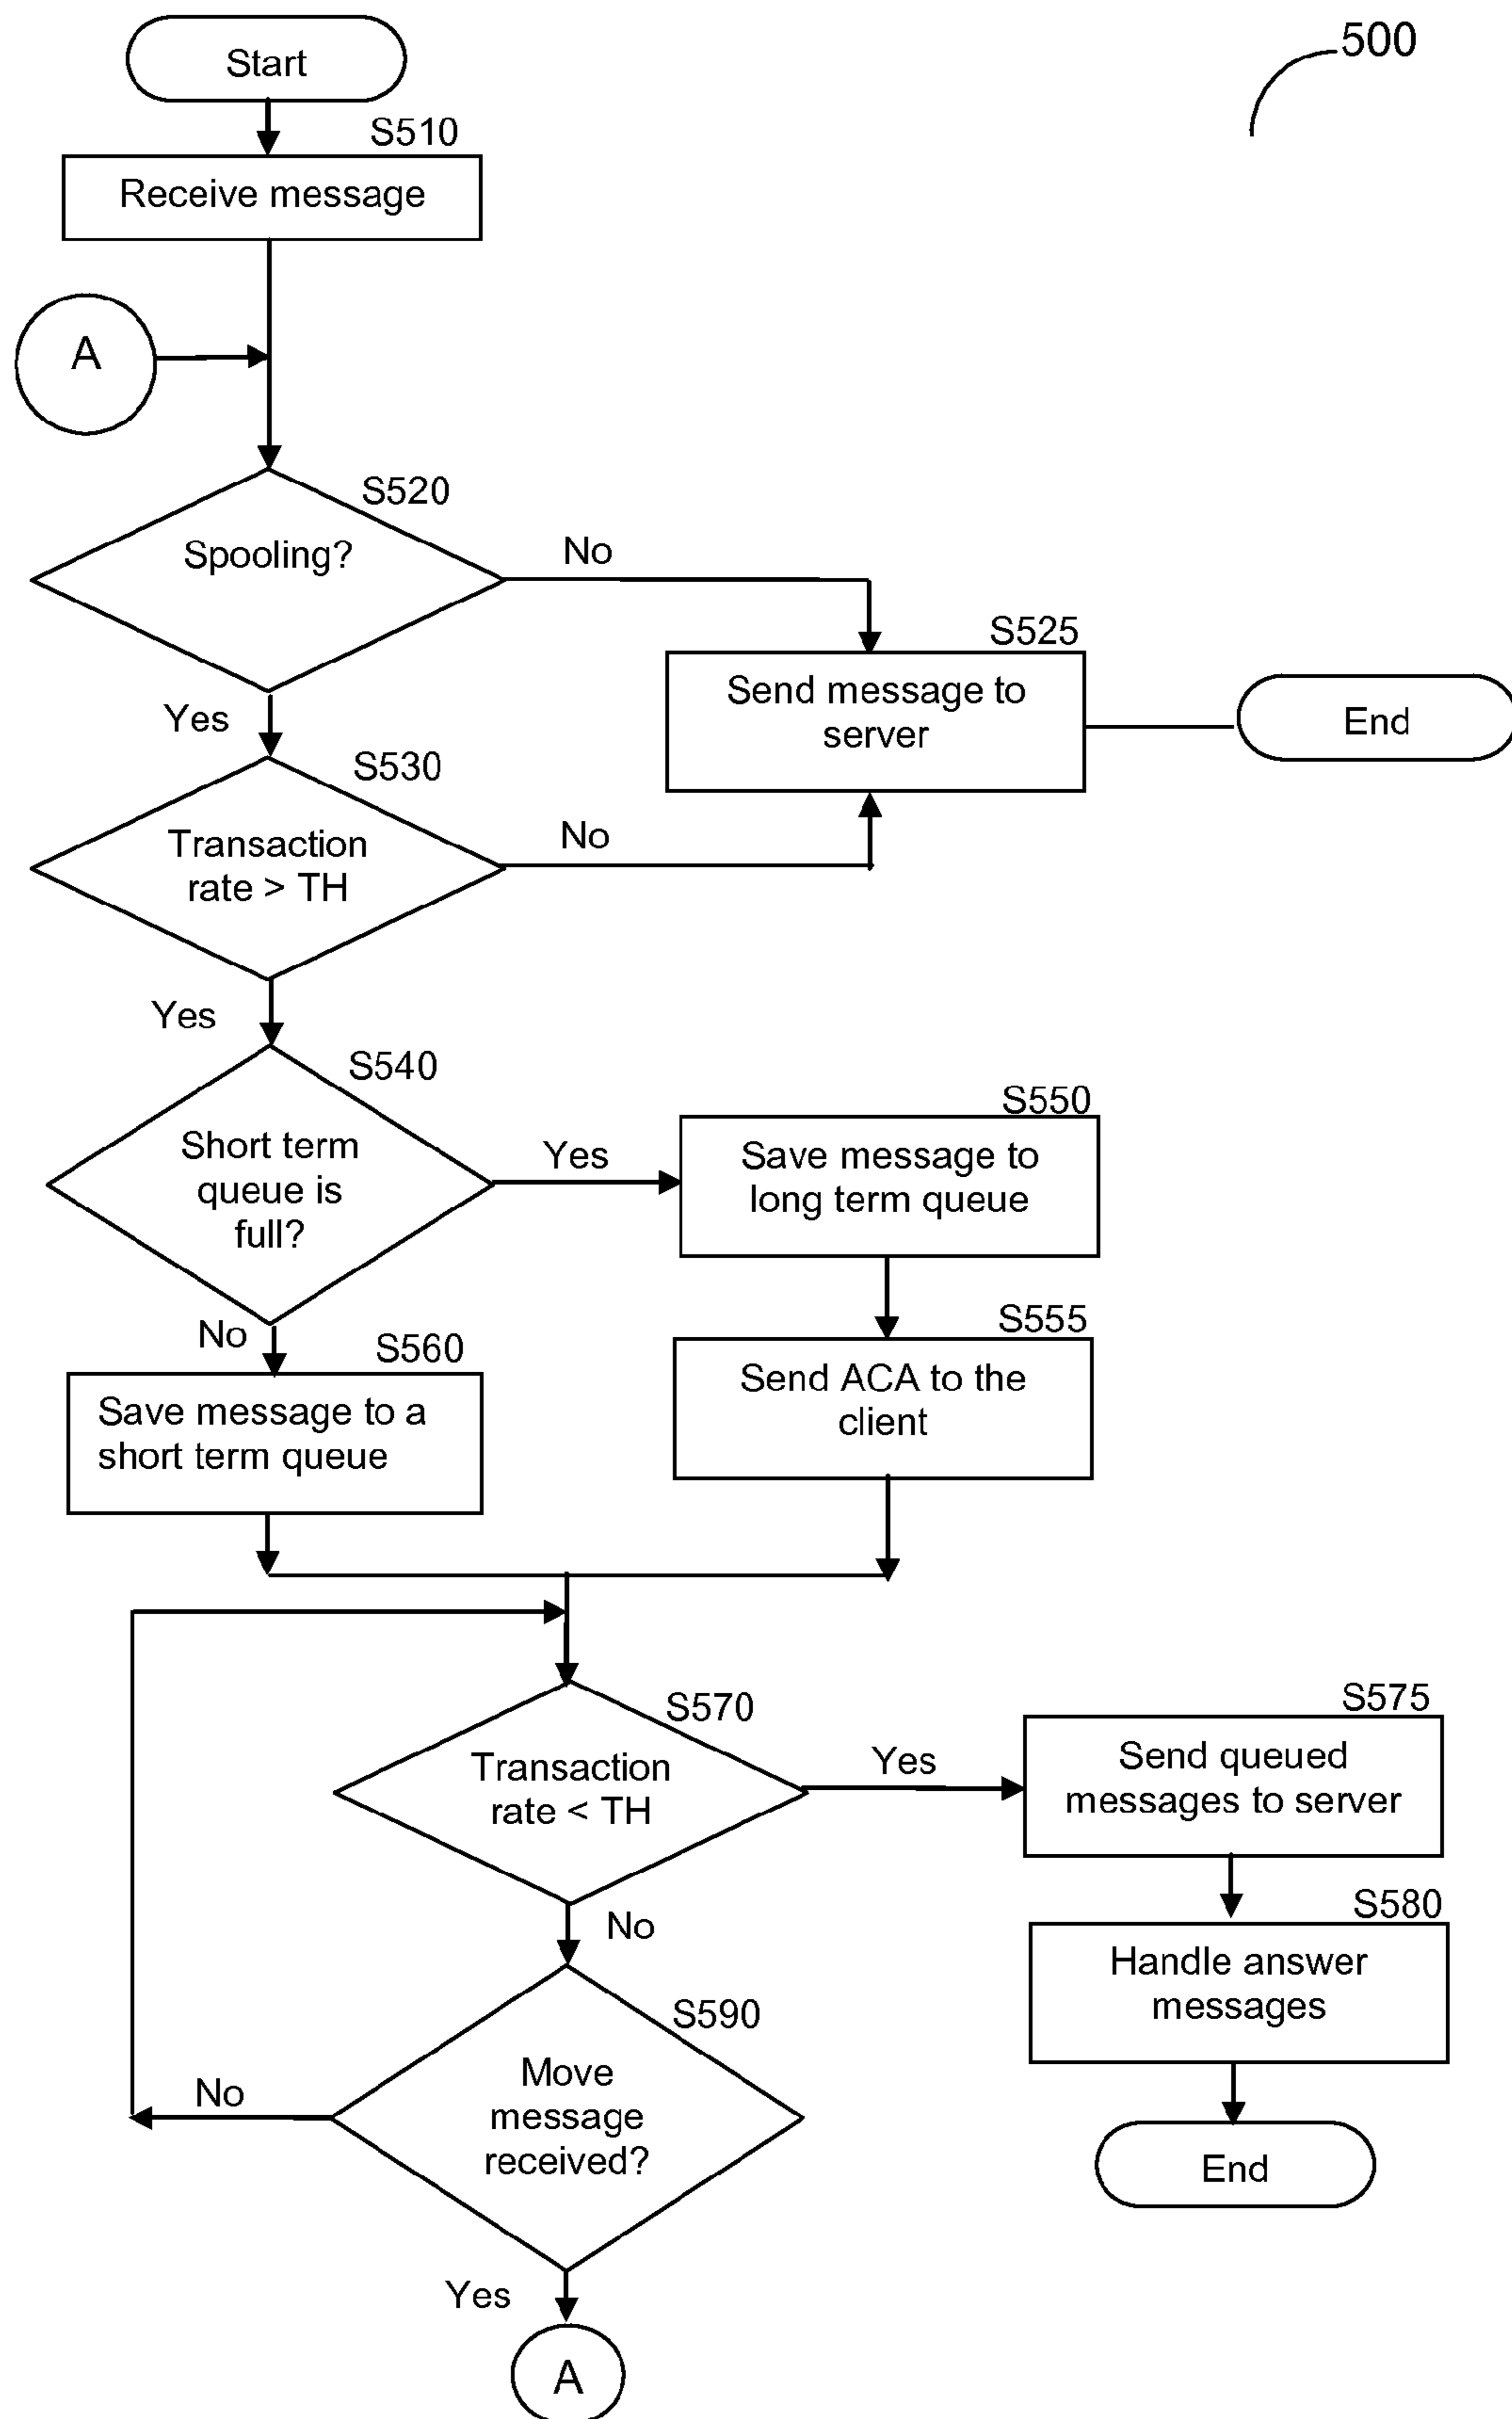 500
Start
S510
Receive message
A
S520
Spooling?
No
S525
Send message to
server
End
Yes
S530
Transaction
rate > TH
No
Yes
S540
Short term
queue is
full?
Yes
S550
Save message to
long term queue
S555
Send ACA to the
client
No
S560
Save message to a
short term queue
S570
Transaction
rate < TH
Yes
S575
Send queued
messages to server
S580
Handle answer
messages
End
No
S590
Move
message
received?
No
Yes
A